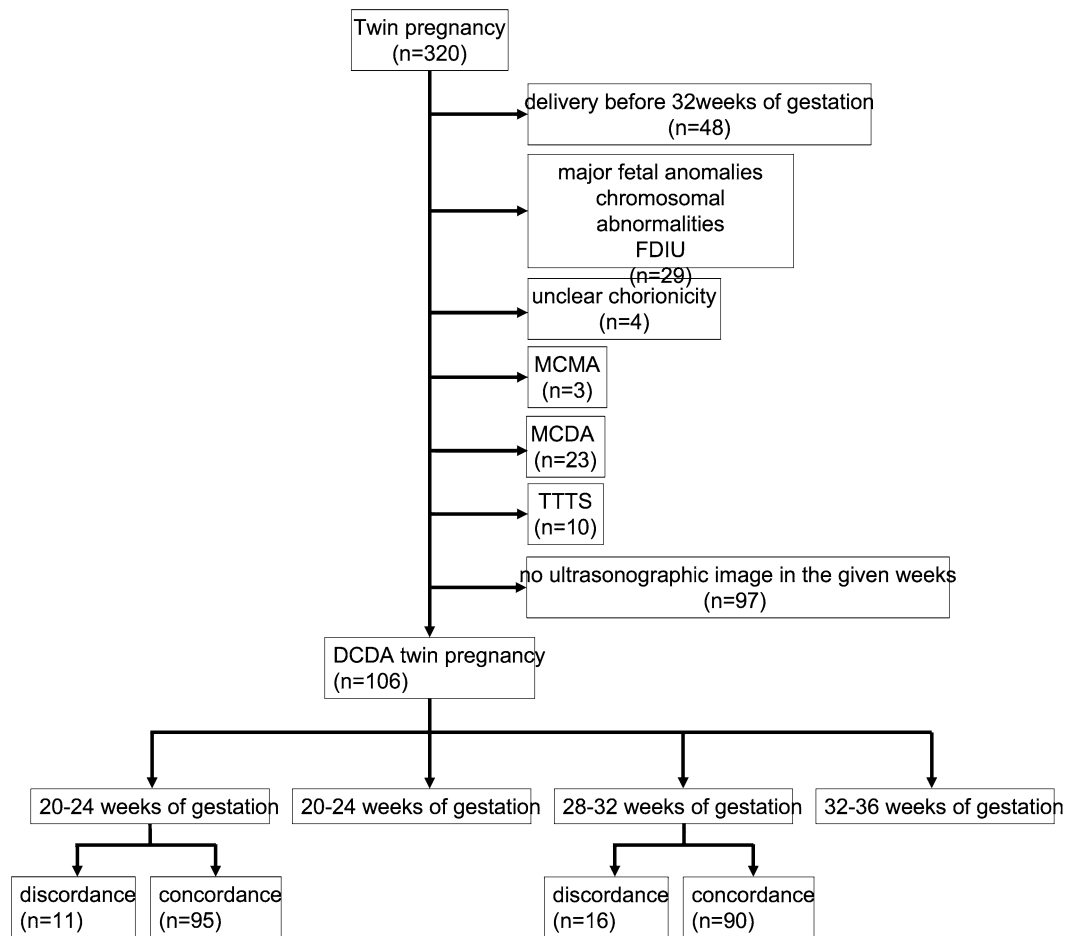 Twin pregnancy
(n=320)
delivery before 32weeks of gestation
(n=48)
major fetal anomalies
chromosomal
abnormalities
FDIU
(n=29)
unclear chorionicity
(n=4)
MCMA
(n=3)
MCDA
(n=23)
TTTS
(n=10)
no ultrasonographic image in the given weeks
(n=97)
DCDA twin pregnancy
(n=106)
20-24 weeks of gestation
20-24 weeks of gestation
28-32 weeks of gestation
32-36 weeks of gestation
discordance
(n=11)
concordance
(n=95)
discordance
(n=16)
concordance
(n=90)